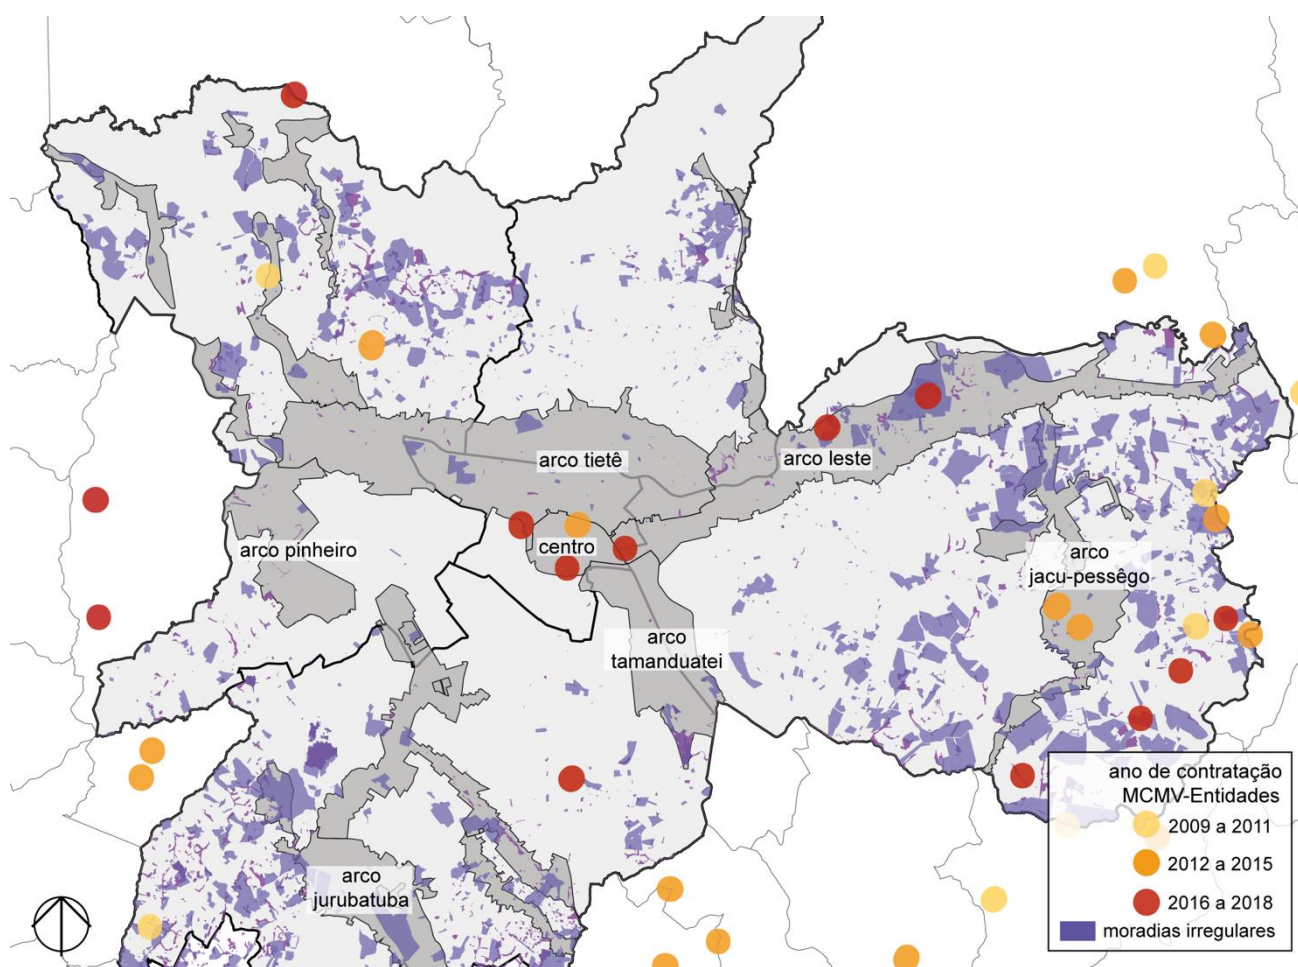 arco tietê
arco leste
arco pinheiro
centro
arco
jacu-pessêgo
arco
tamanduatei
arco
jurubatuba
ano de contratação
MCMV-Entidades
2009 a 2011
2012 a 2015
2016 a 2018
moradias irregulares